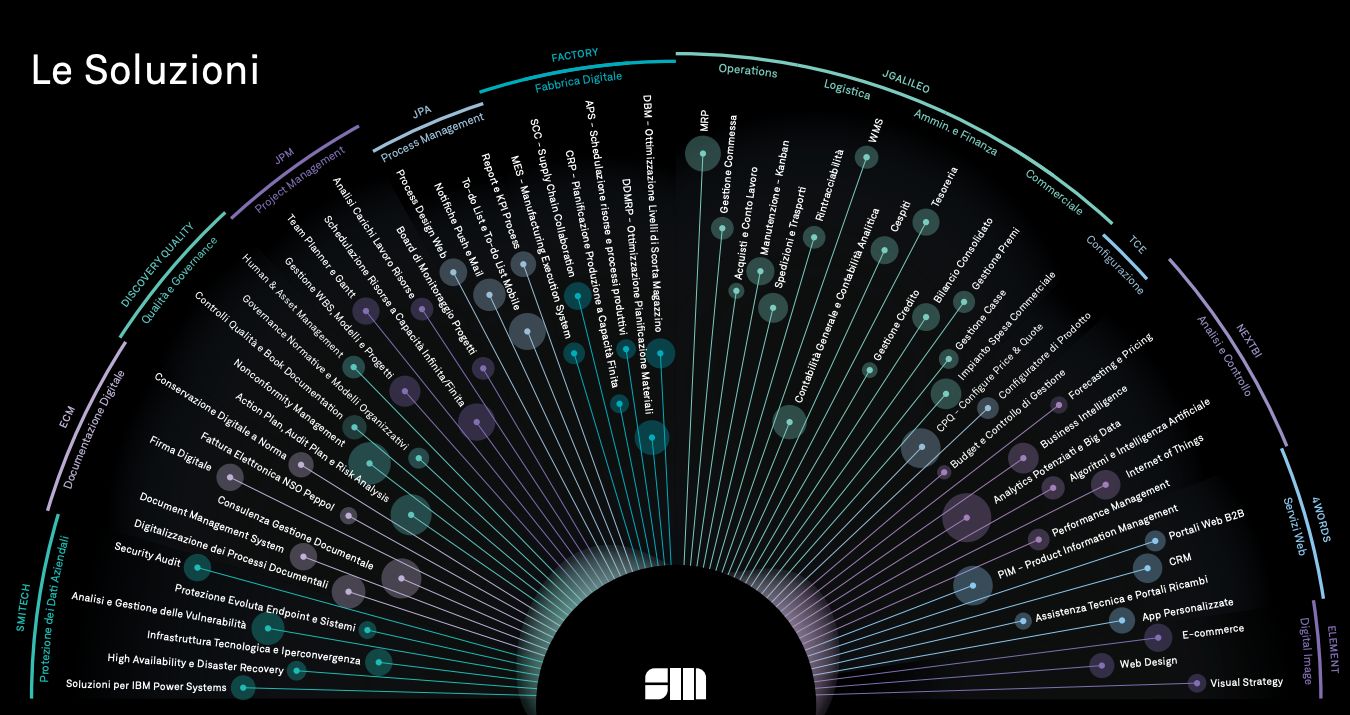 Le Soluzioni
SMITECH
Protezione dei Dati Aziendali
Soluzioni per IBM Power Systems
High Availability e Disaster Recovery
Infrastruttura Tecnologica e Iperconvergenza
Analisi e Gestione delle Vulnerabilità
Protezione Evoluta Endpoint e Sistemi
Security Audit
ECM
Documentazione Digitale
Digitalizzazione dei Processi Documentali
Document Management System
Consulenza Gestione Documentale
Firma Digitale
Fattura Elettronica NSO Peppol
Conservazione Digitale a Norma
DISCOVERY QUALITY
Qualità e Governance
Action Plan, Audit Plan e Risk Analysis
Nonconformity Management
Controlli Qualità e Book Documentation
Governance Normative e Modelli Organizzativi
Human & Asset Management
JPM
Project Management
Gestione WBS, Modelli e Progetti
Team Planner e Gantt
Schedulazione Risorse a Capacità Infinita/Finita
Analisi Carichi Lavoro Risorse
Board di Monitoraggio Progetti
JPA
Process Management
Process Design Web
Notifiche Push e Mail
To-do List e To-do List Mobile
Report e KPI Process
FACTORY
Fabbrica Digitale
MES - Manufacturing Execution System
SCC - Supply Chain Collaboration
CRP - Pianificazione Produzione a Capacità Finita
APS - Schedulazione risorse e processi produttivi
DDMRP - Ottimizzazione Pianificazione Materiali
DBM - Ottimizzazione Livelli di Scorta Magazzino
JGALILEO
Operations
Logistica
Ammin. e Finanza
Commerciale
MRP
Gestione Commessa
Acquisti e Conto Lavoro
Manutenzione - Kanban
Spedizioni e Trasporti
Rintracciabilità
WMS
Contabilità Generale e Contabilità Analitica
Cespiti
Tesoreria
Gestione Credito
Bilancio Consolidato
Gestione Premi
Gestione Casse
Impianto Spesa Commerciale
TCE
Configurazione
CPQ - Configure Price & Quote
Configuratore di Prodotto
NEXTBI
Analisi e Controllo
Budget e Controllo di Gestione
Forecasting e Pricing
Business Intelligence
Analytics Potenziati e Big Data
Algoritmi e Intelligenza Artificiale
Internet of Things
Performance Management
4WORDS
Servizi Web
PIM - Product Information Management
Portali Web B2B
CRM
Assistenza Tecnica e Portali Ricambi
App Personalizzate
ELEMENT
Digital Image
E-commerce
Web Design
Visual Strategy
SM